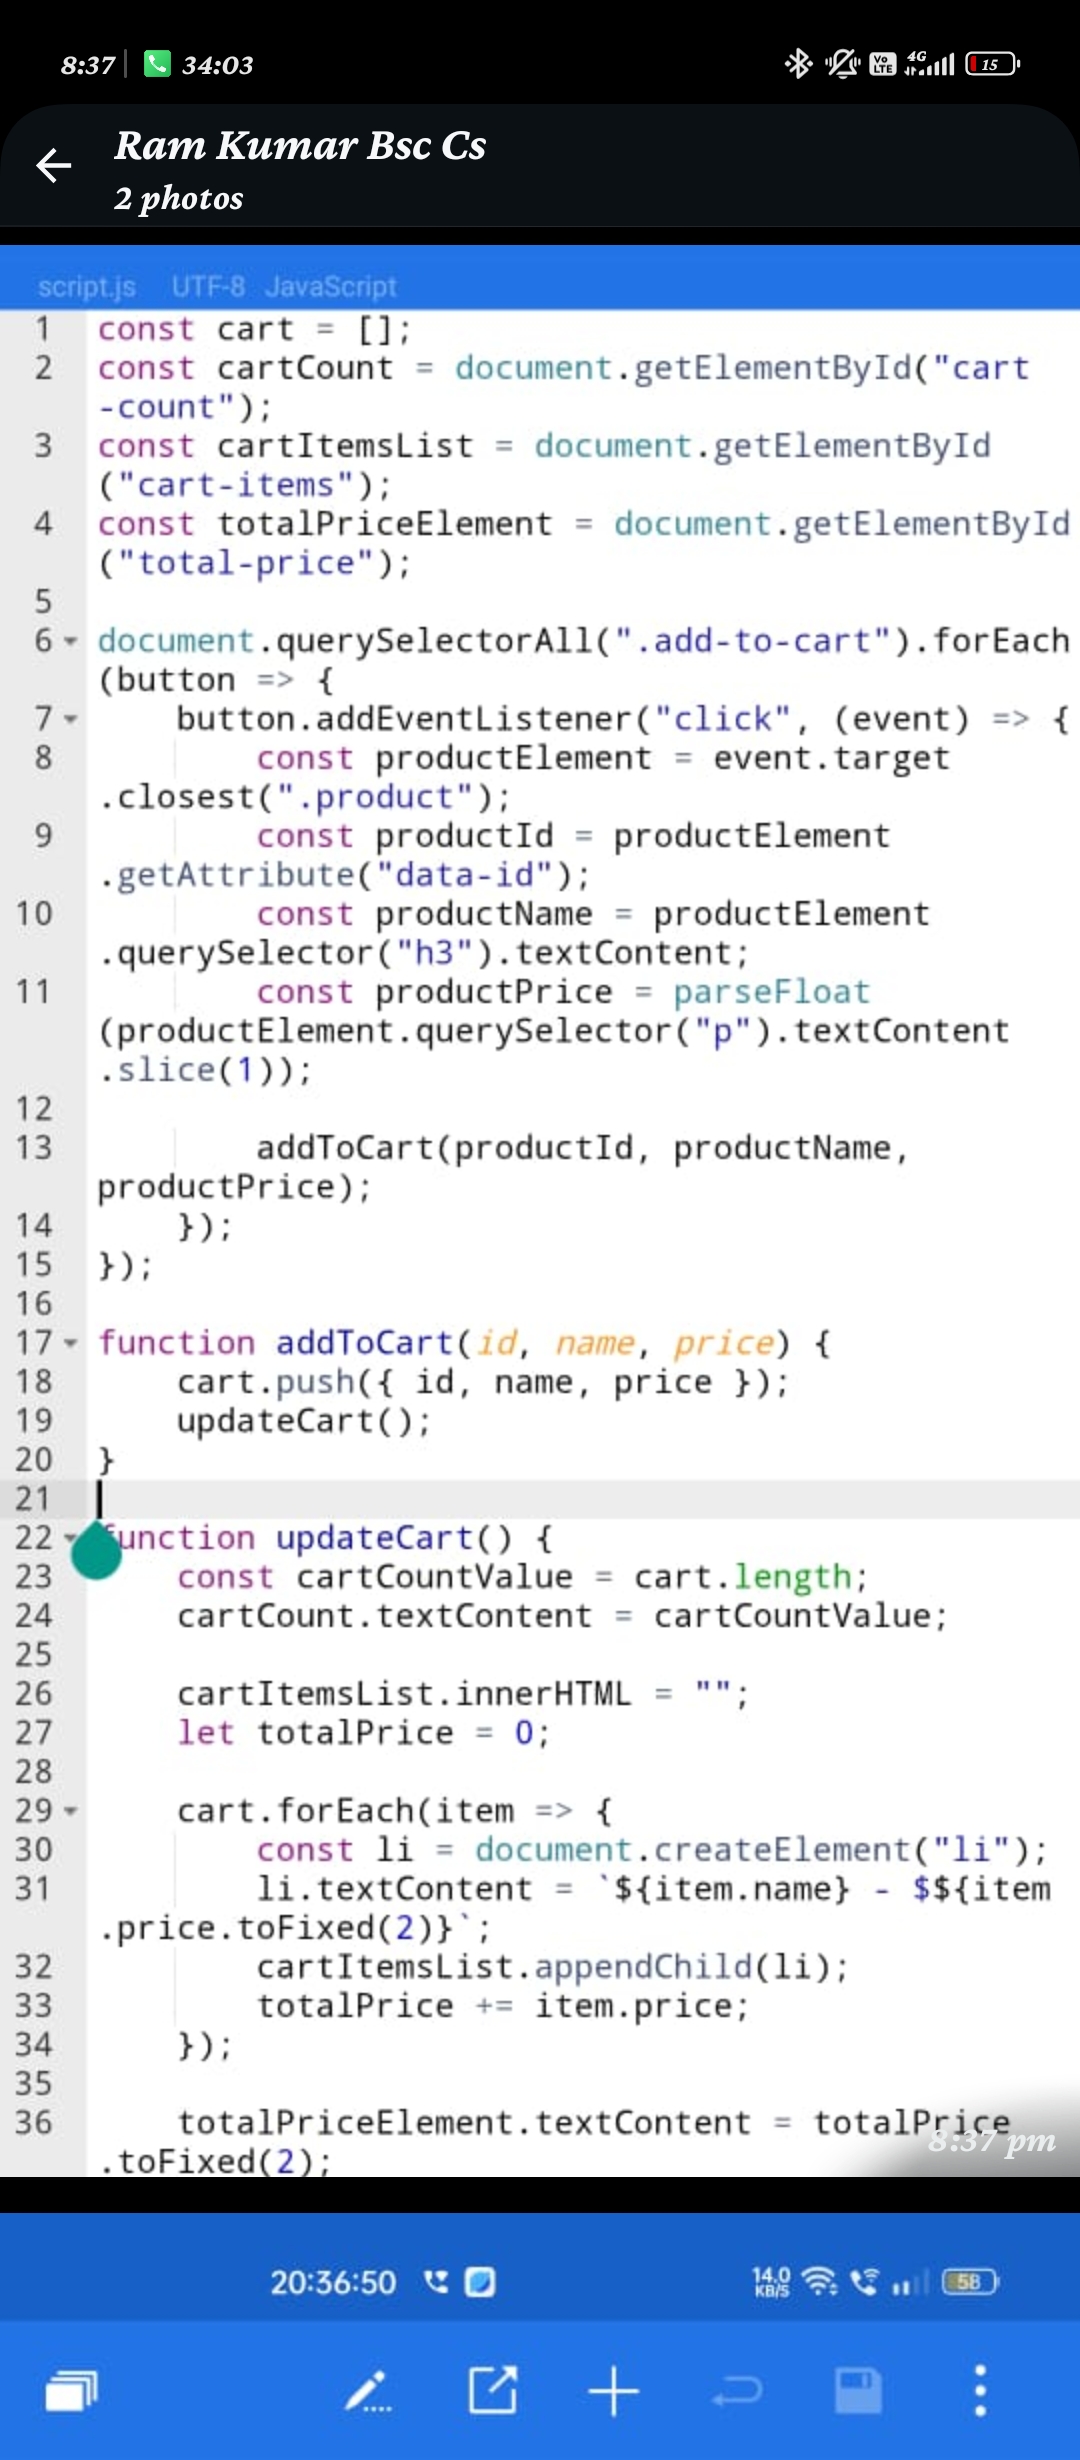 8:37 34:03 VoLTE 4G 15
Ram Kumar Bsc Cs
2 photos
script.js UTF-8 JavaScript
1 const cart = [];
2 const cartCount = document.getElementById("cart
-count");
3 const cartItemsList = document.getElementById
("cart-items");
4 const totalPriceElement = document.getElementById
("total-price");
5
6 document.querySelectorAll(".add-to-cart").forEach
(button => {
7     button.addEventListener("click", (event) => {
8         const productElement = event.target
.closest(".product");
9         const productId = productElement
.getAttribute("data-id");
10         const productName = productElement
.querySelector("h3").textContent;
11         const productPrice = parseFloat
(productElement.querySelector("p").textContent
.slice(1));
12
13         addToCart(productId, productName,
productPrice);
14     });
15 });
16
17 function addToCart(id, name, price) {
18     cart.push({ id, name, price });
19     updateCart();
20 }
21
22 function updateCart() {
23     const cartCountValue = cart.length;
24     cartCount.textContent = cartCountValue;
25
26     cartItemsList.innerHTML = "";
27     let totalPrice = 0;
28
29     cart.forEach(item => {
30         const li = document.createElement("li");
31         li.textContent = `${item.name} - $${item
.price.toFixed(2)}`;
32         cartItemsList.appendChild(li);
33         totalPrice += item.price;
34     });
35
36     totalPriceElement.textContent = totalPrice
.toFixed(2);
8:37 pm
20:36:50 14.0 KB/S 58